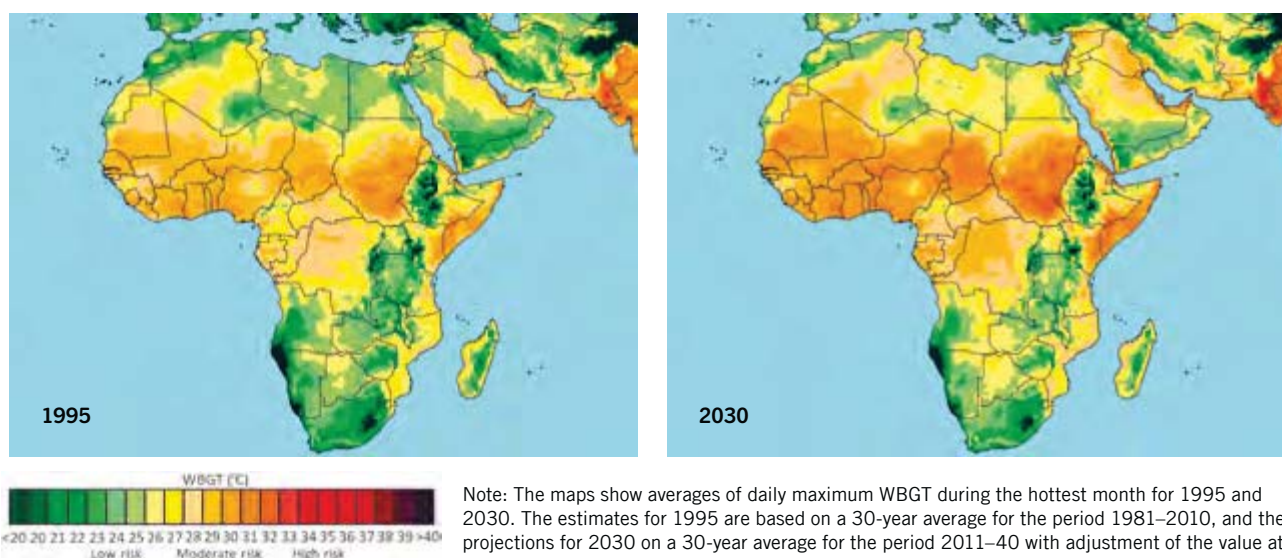 1995
2030
WBGT (°C)
<20 20 21 22 23 24 25 26 27 28 29 30 31 32 33 34 35 36 37 38 39 >40
Low risk Moderate risk High risk
Note: The maps show averages of daily maximum WBGT during the hottest month for 1995 and
2030. The estimates for 1995 are based on a 30-year average for the period 1981–2010, and the
projections for 2030 on a 30-year average for the period 2011–40 with adjustment of the value at